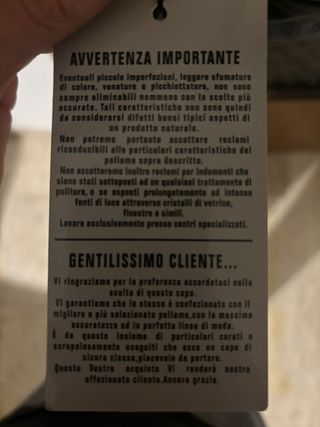 AVVERTENZA IMPORTANTE
Eventuali piccole imperfezioni, leggere sfumature
di colore, venature e picchiettature, non sono
sempre eliminabili nemmeno con le scelte più
accurate. Tali caratteristiche non sono quindi
da considerarsi difetti bensì tipici aspetti di
un prodotto naturale.
Non potremo pertanto accettare reclami
riconducibili alle particolari caratteristiche del
pellame sopra descritto.
Non accetteremo inoltre reclami per indumenti che
siano stati sottoposti ad un qualsiasi trattamento di
pulitura, o se esposti prolungatamente ad intense
fonti di luce attraverso cristalli di vetrine,
finestre e simili.
Lavare esclusivamente presso centri specializzati.
GENTILISSIMO CLIENTE...
Vi ringraziamo per la preferenza accordataci nella
scelta di questo capo.
Vi garantiamo che lo stesso è confezionato con il
migliore e più selezionato pellame, con la massima
accuratezza ed in perfetta linea di moda.
È da questo insieme di particolari curati e
scrupolosamente eseguiti che esce un capo di
sicura classe, piacevole da portare.
Questo Vostro acquisto Vi renderà nostro
affezionato cliente. Ancora grazie.